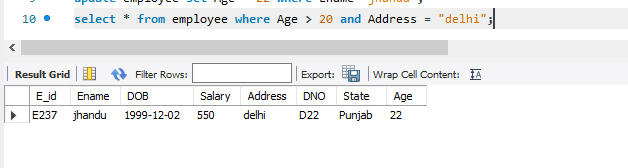 10 select * from employee where Age > 20 and Address = "delhi";
Result Grid Filter Rows: Export: Wrap Cell Content: IA
E_id Ename DOB Salary Address DNO State Age
E237 jhandu 1999-12-02 550 delhi D22 Punjab 22